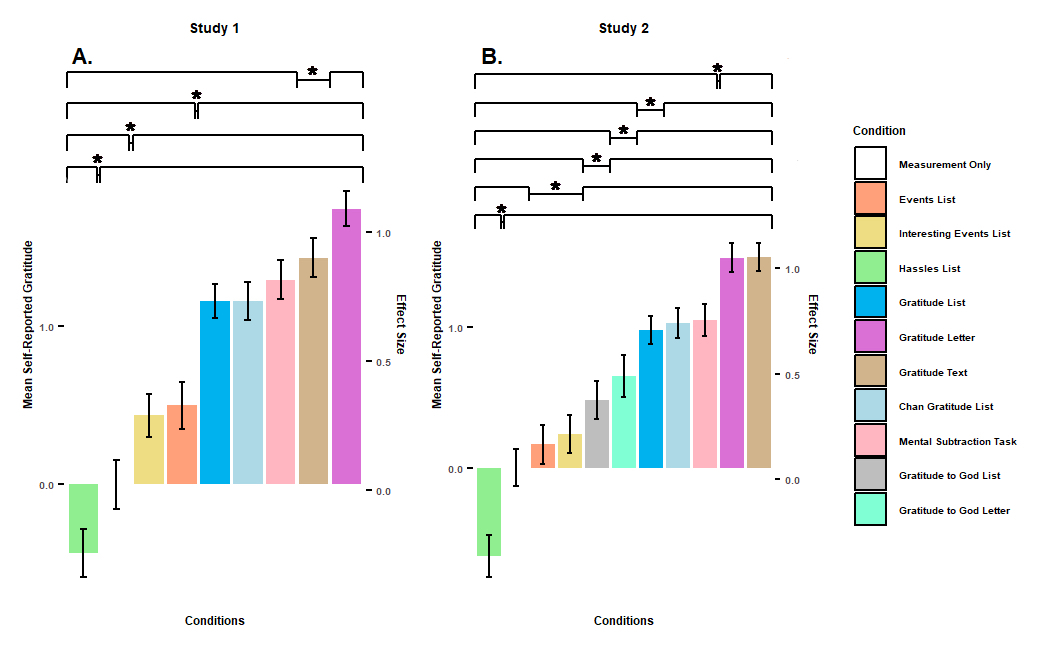 Study 1
Study 2
A.
B.
*
*
*
*
*
*
*
*
*
*
Mean Self-Reported Gratitude
1.0
0.0
1.0
0.5
0.0
Effect Size
Conditions
Mean Self-Reported Gratitude
1.0
0.0
1.0
0.5
0.0
Effect Size
Conditions
Condition
Measurement Only
Events List
Interesting Events List
Hassles List
Gratitude List
Gratitude Letter
Gratitude Text
Chan Gratitude List
Mental Subtraction Task
Gratitude to God List
Gratitude to God Letter